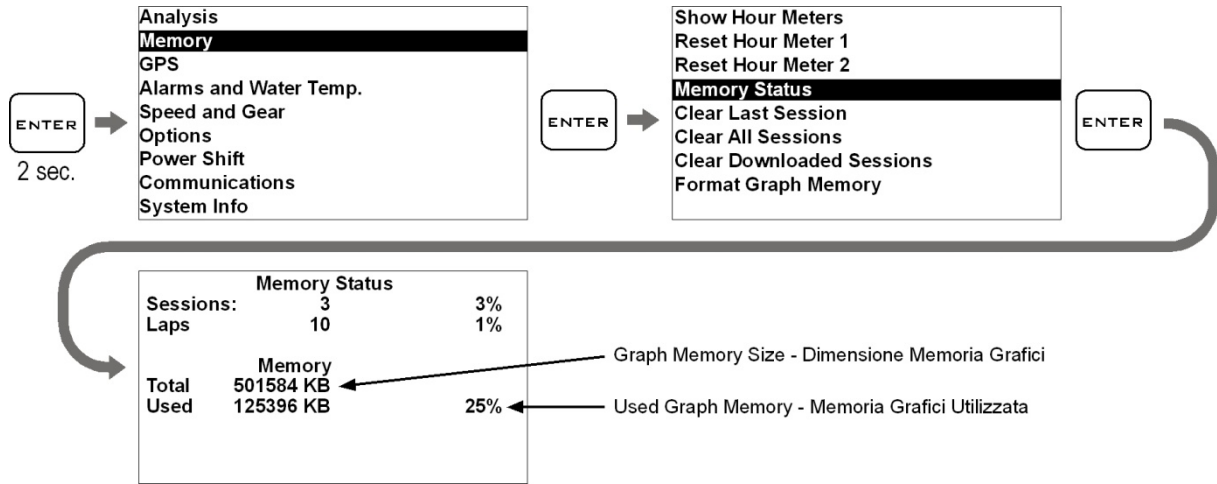 ENTER
2 sec.
Analysis
Memory
GPS
Alarms and Water Temp.
Speed and Gear
Options
Power Shift
Communications
System Info
ENTER
Show Hour Meters
Reset Hour Meter 1
Reset Hour Meter 2
Memory Status
Clear Last Session
Clear All Sessions
Clear Downloaded Sessions
Format Graph Memory
ENTER
Memory Status
Sessions: 3 3%
Laps 10 1%
Memory
Total 501584 KB
Used 125396 KB 25%
Graph Memory Size - Dimensione Memoria Grafici
Used Graph Memory - Memoria Grafici Utilizzata